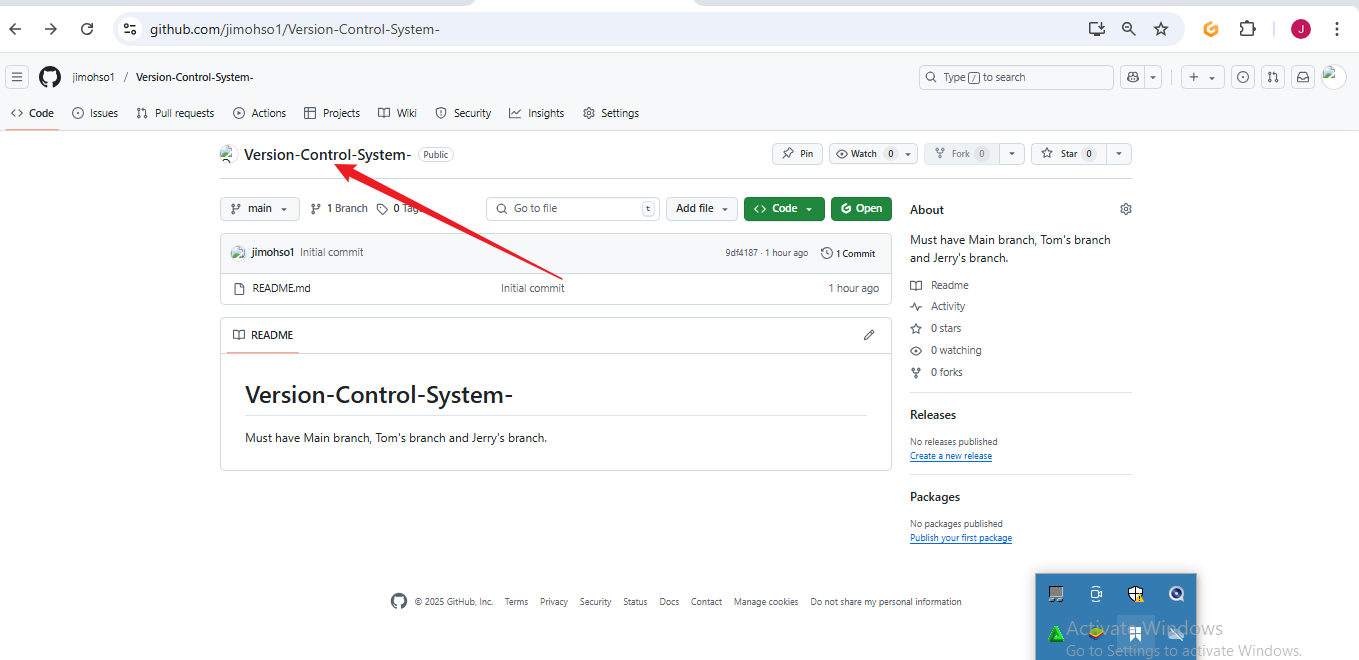 github.com/jimohso1/Version-Control-System-
J
jimohso1 / Version-Control-System-
Type / to search
Code Issues Pull requests Actions Projects Wiki Security Insights Settings
Version-Control-System- Public
Pin Watch 0 Fork 0 Star 0
main 1 Branch 0 Tags Go to file t Add file Code Open
jimohso1 Initial commit 9df4187 · 1 hour ago 1 Commit
README.md Initial commit 1 hour ago
README
Version-Control-System-
Must have Main branch, Tom's branch and Jerry's branch.
About
Must have Main branch, Tom's branch
and Jerry's branch.
Readme
Activity
0 stars
0 watching
0 forks
Releases
No releases published
Create a new release
Packages
No packages published
Publish your first package
© 2025 GitHub, Inc. Terms Privacy Security Status Docs Contact Manage cookies Do not share my personal information
Activate Windows
Go to Settings to activate Windows.